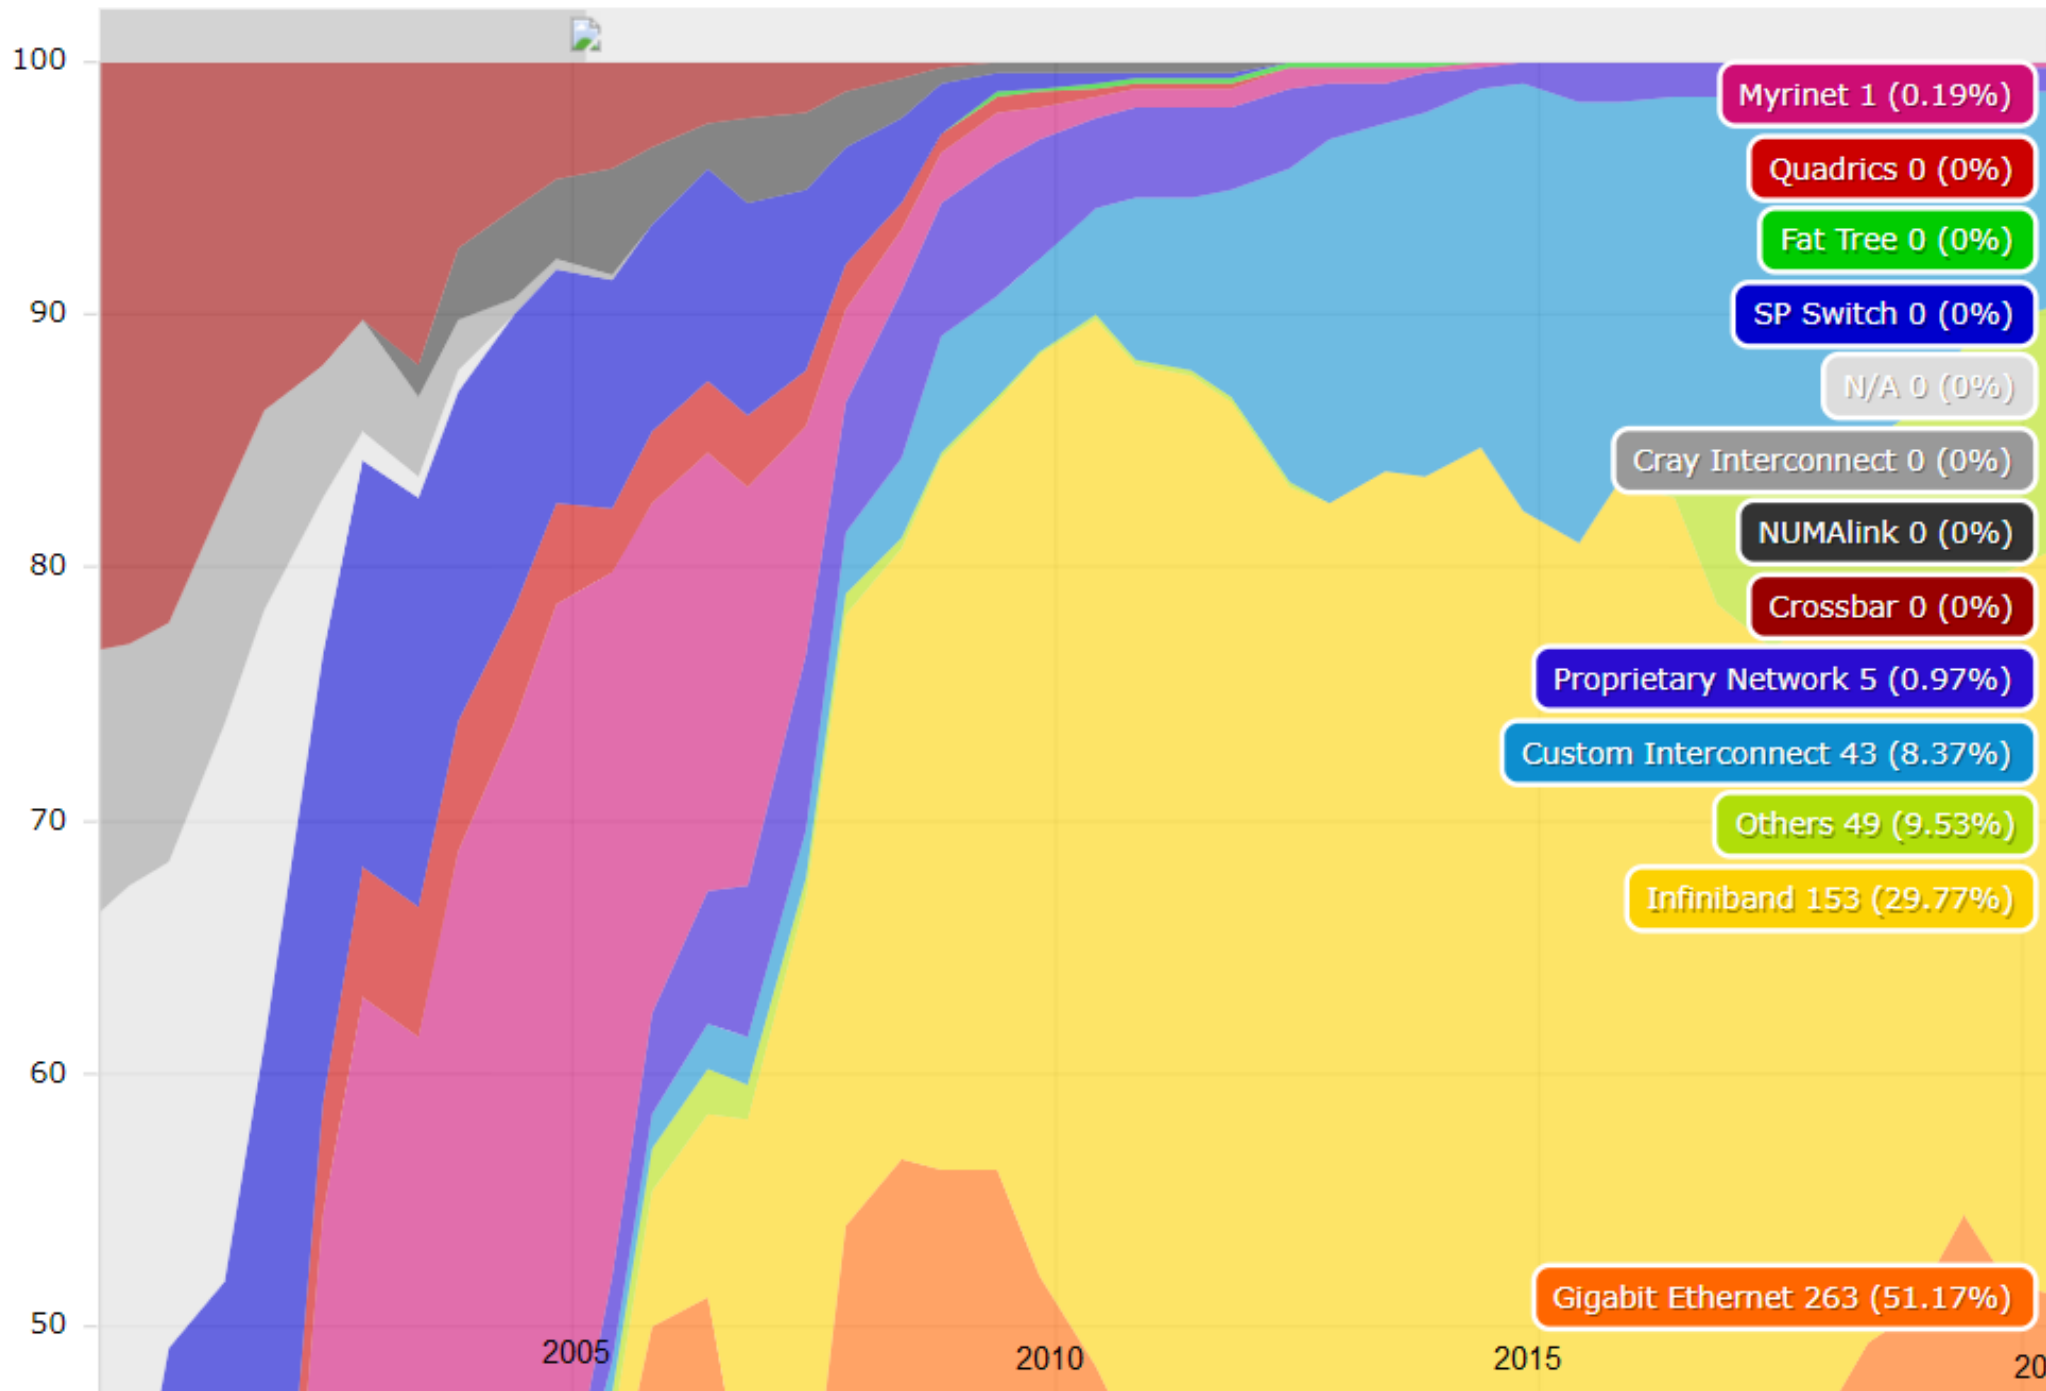 100
Myrinet 1 (0.19%)
Quadrics 0 (0%)
Fat Tree 0 (0%)
90
SP Switch 0 (0%)
N/A 0 (0%)
Cray Interconnect 0 (0%)
NUMAlink 0 (0%)
80
Crossbar 0 (0%)
Proprietary Network 5 (0.97%)
Custom Interconnect 43 (8.37%)
70
Others 49 (9.53%)
Infiniband 153 (29.77%)
60
Gigabit Ethernet 263 (51.17%)
50
2005
2010
2015
20